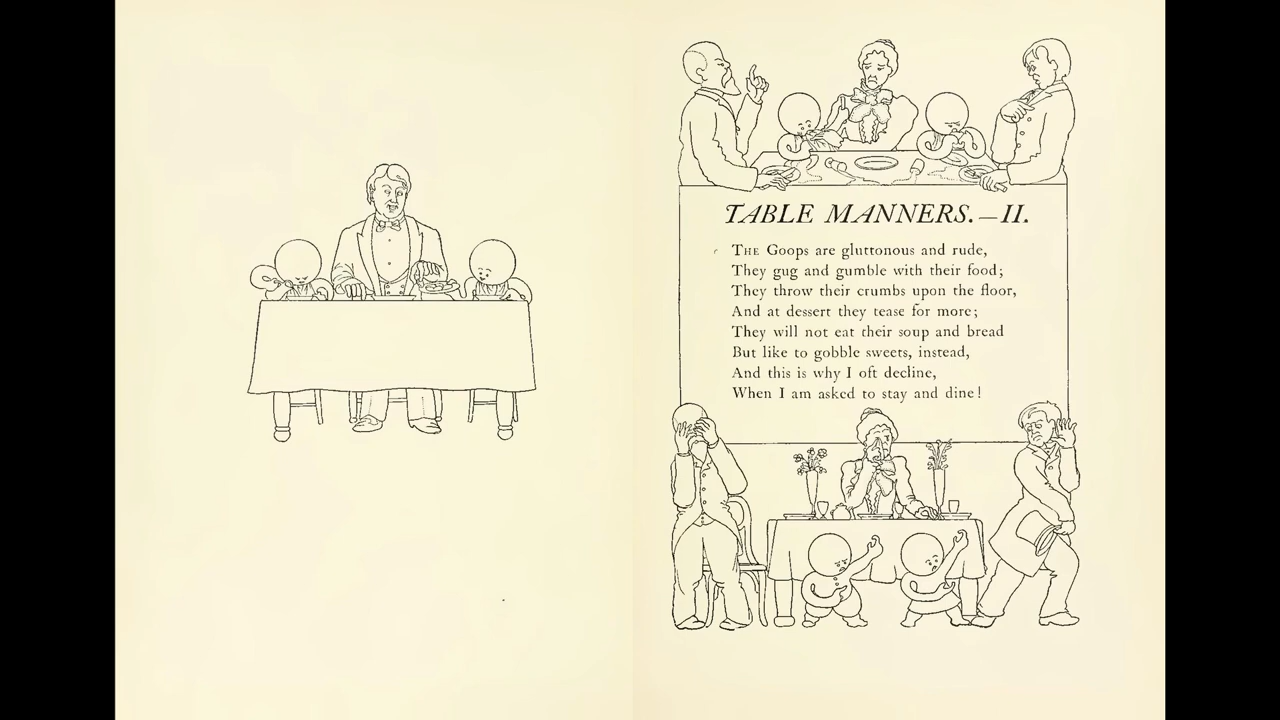 TABLE MANNERS.—II.
THE Goops are gluttonous and rude,
They gug and gumble with their food;
They throw their crumbs upon the floor,
And at dessert they tease for more;
They will not eat their soup and bread
But like to gobble sweets, instead,
And this is why I oft decline,
When I am asked to stay and dine!